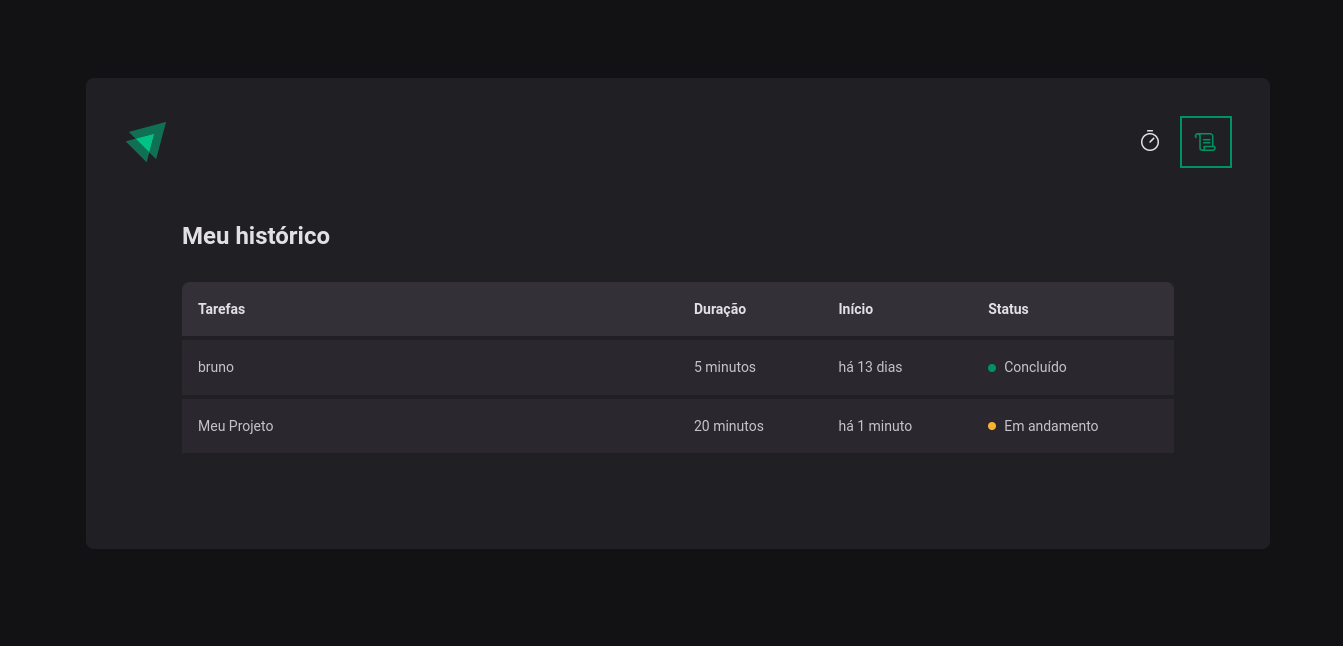 Meu histórico
Tarefas Duração Início Status
bruno 5 minutos há 13 dias Concluído
Meu Projeto 20 minutos há 1 minuto Em andamento